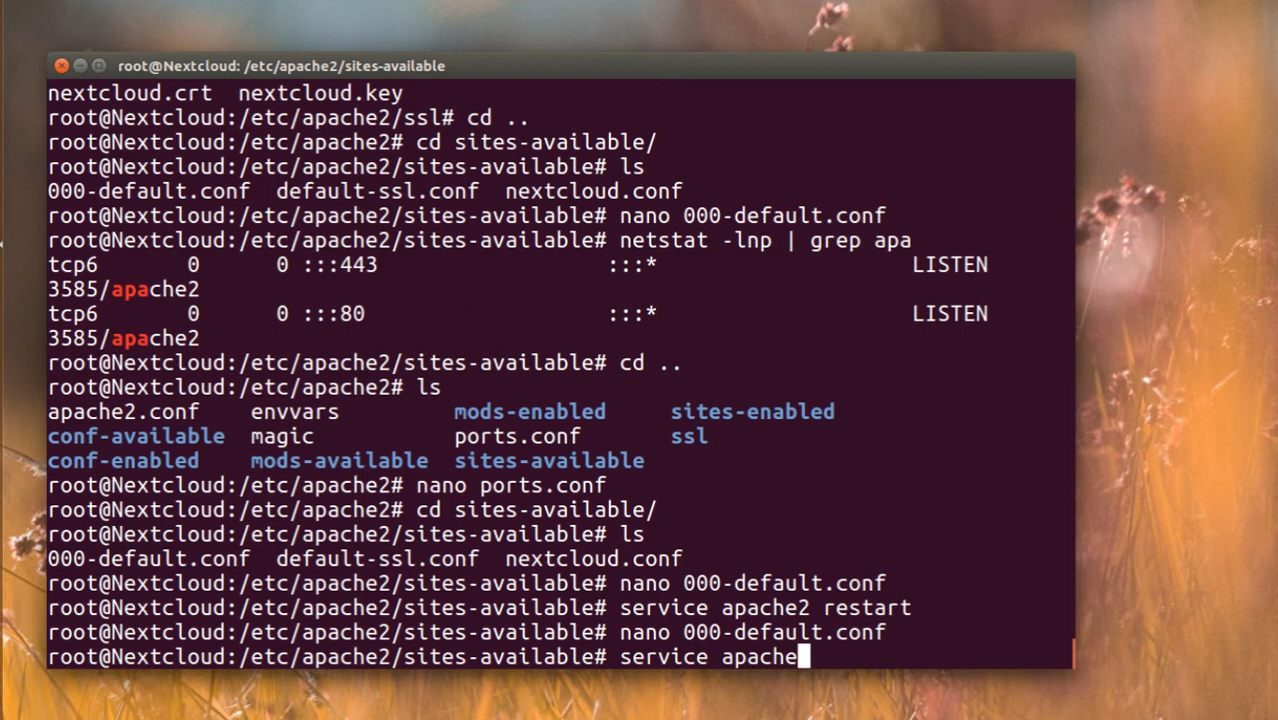 root@Nextcloud: /etc/apache2/sites-available
nextcloud.crt  nextcloud.key
root@Nextcloud:/etc/apache2/ssl# cd ..
root@Nextcloud:/etc/apache2# cd sites-available/
root@Nextcloud:/etc/apache2/sites-available# ls
000-default.conf  default-ssl.conf  nextcloud.conf
root@Nextcloud:/etc/apache2/sites-available# nano 000-default.conf
root@Nextcloud:/etc/apache2/sites-available# netstat -lnp | grep apa
tcp6       0      0 :::443                  :::*                    LISTEN
3585/apache2
tcp6       0      0 :::80                   :::*                    LISTEN
3585/apache2
root@Nextcloud:/etc/apache2/sites-available# cd ..
root@Nextcloud:/etc/apache2# ls
apache2.conf    envvars         mods-enabled     sites-enabled
conf-available  magic           ports.conf       ssl
conf-enabled    mods-available  sites-available
root@Nextcloud:/etc/apache2# nano ports.conf
root@Nextcloud:/etc/apache2# cd sites-available/
root@Nextcloud:/etc/apache2/sites-available# ls
000-default.conf  default-ssl.conf  nextcloud.conf
root@Nextcloud:/etc/apache2/sites-available# nano 000-default.conf
root@Nextcloud:/etc/apache2/sites-available# service apache2 restart
root@Nextcloud:/etc/apache2/sites-available# nano 000-default.conf
root@Nextcloud:/etc/apache2/sites-available# service apache